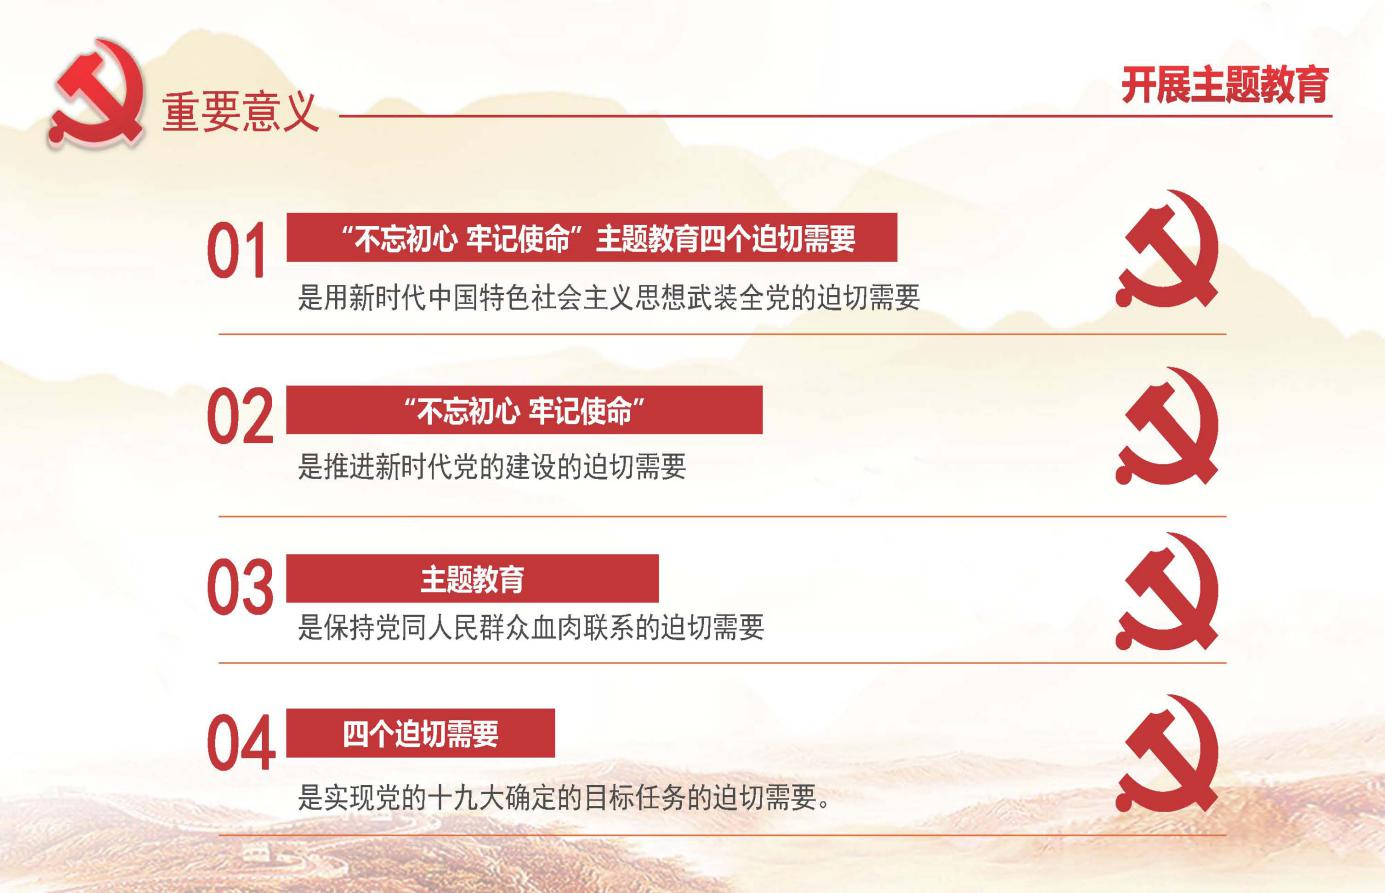 重要意义
开展主题教育
01
“不忘初心 牢记使命”主题教育四个迫切需要
是用新时代中国特色社会主义思想武装全党的迫切需要
02
“不忘初心 牢记使命”
是推进新时代党的建设的迫切需要
03
主题教育
是保持党同人民群众血肉联系的迫切需要
04
四个迫切需要
是实现党的十九大确定的目标任务的迫切需要。